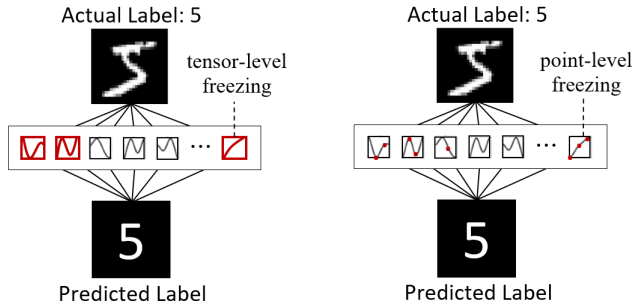 Actual Label: 5
tensor-level
freezing
...
5
Predicted Label
Actual Label: 5
point-level
freezing
...
5
Predicted Label